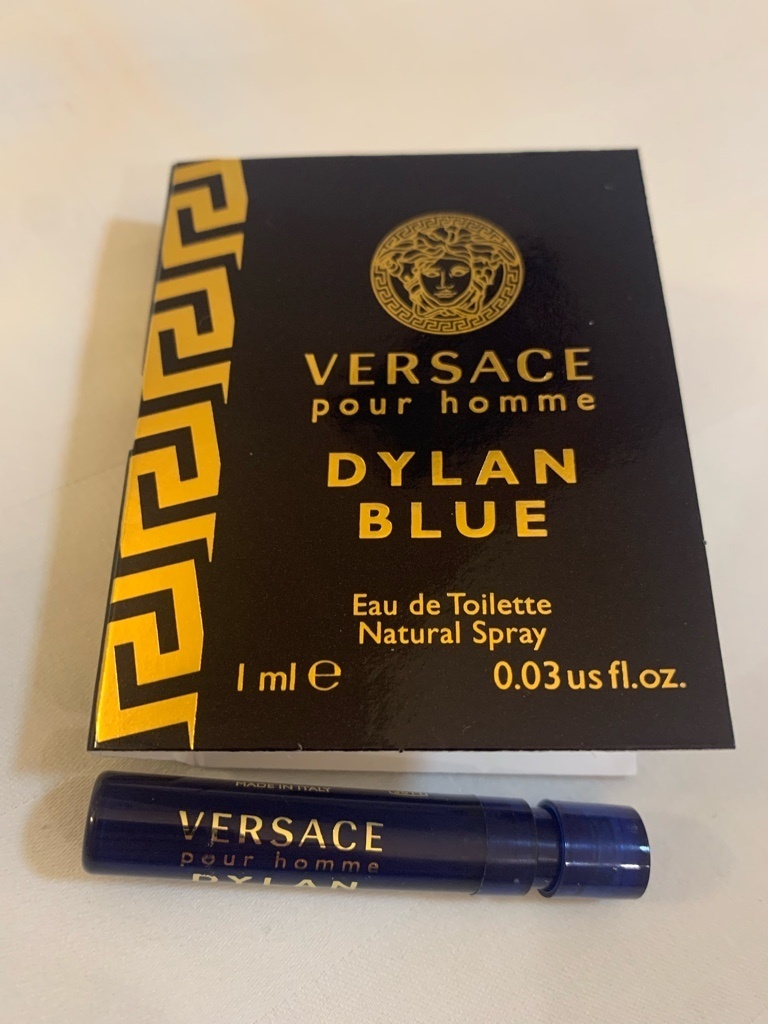 VERSACE
pour homme
DYLAN
BLUE
Eau de Toilette
Natural Spray
1 ml ℮
0.03 us fl.oz.
MADE IN ITALY
VERSACE
pour homme
DYLAN